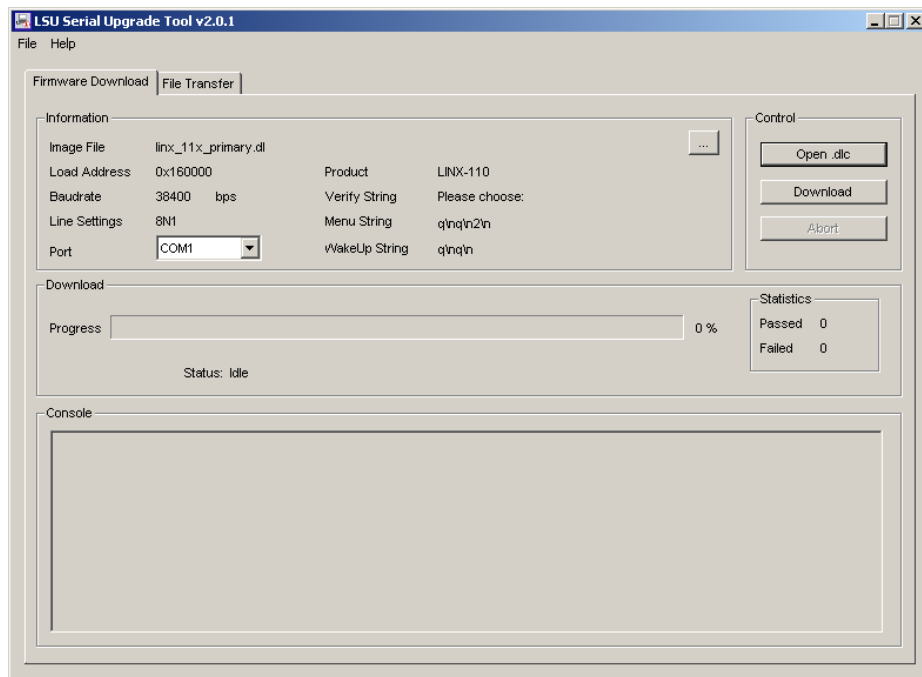 LSU Serial Upgrade Tool v2.0.1
File Help
Firmware Download File Transfer
Information
Image File linx_11x_primary.dl ...
Load Address 0x160000 Product LINX-110
Baudrate 38400 bps Verify String Please choose:
Line Settings 8N1 Menu String q\nq\n2\n
Port COM1 WakeUp String q\nq\n
Control
Open .dlc
Download
Abort
Download
Progress 0 %
Status: Idle
Statistics
Passed 0
Failed 0
Console